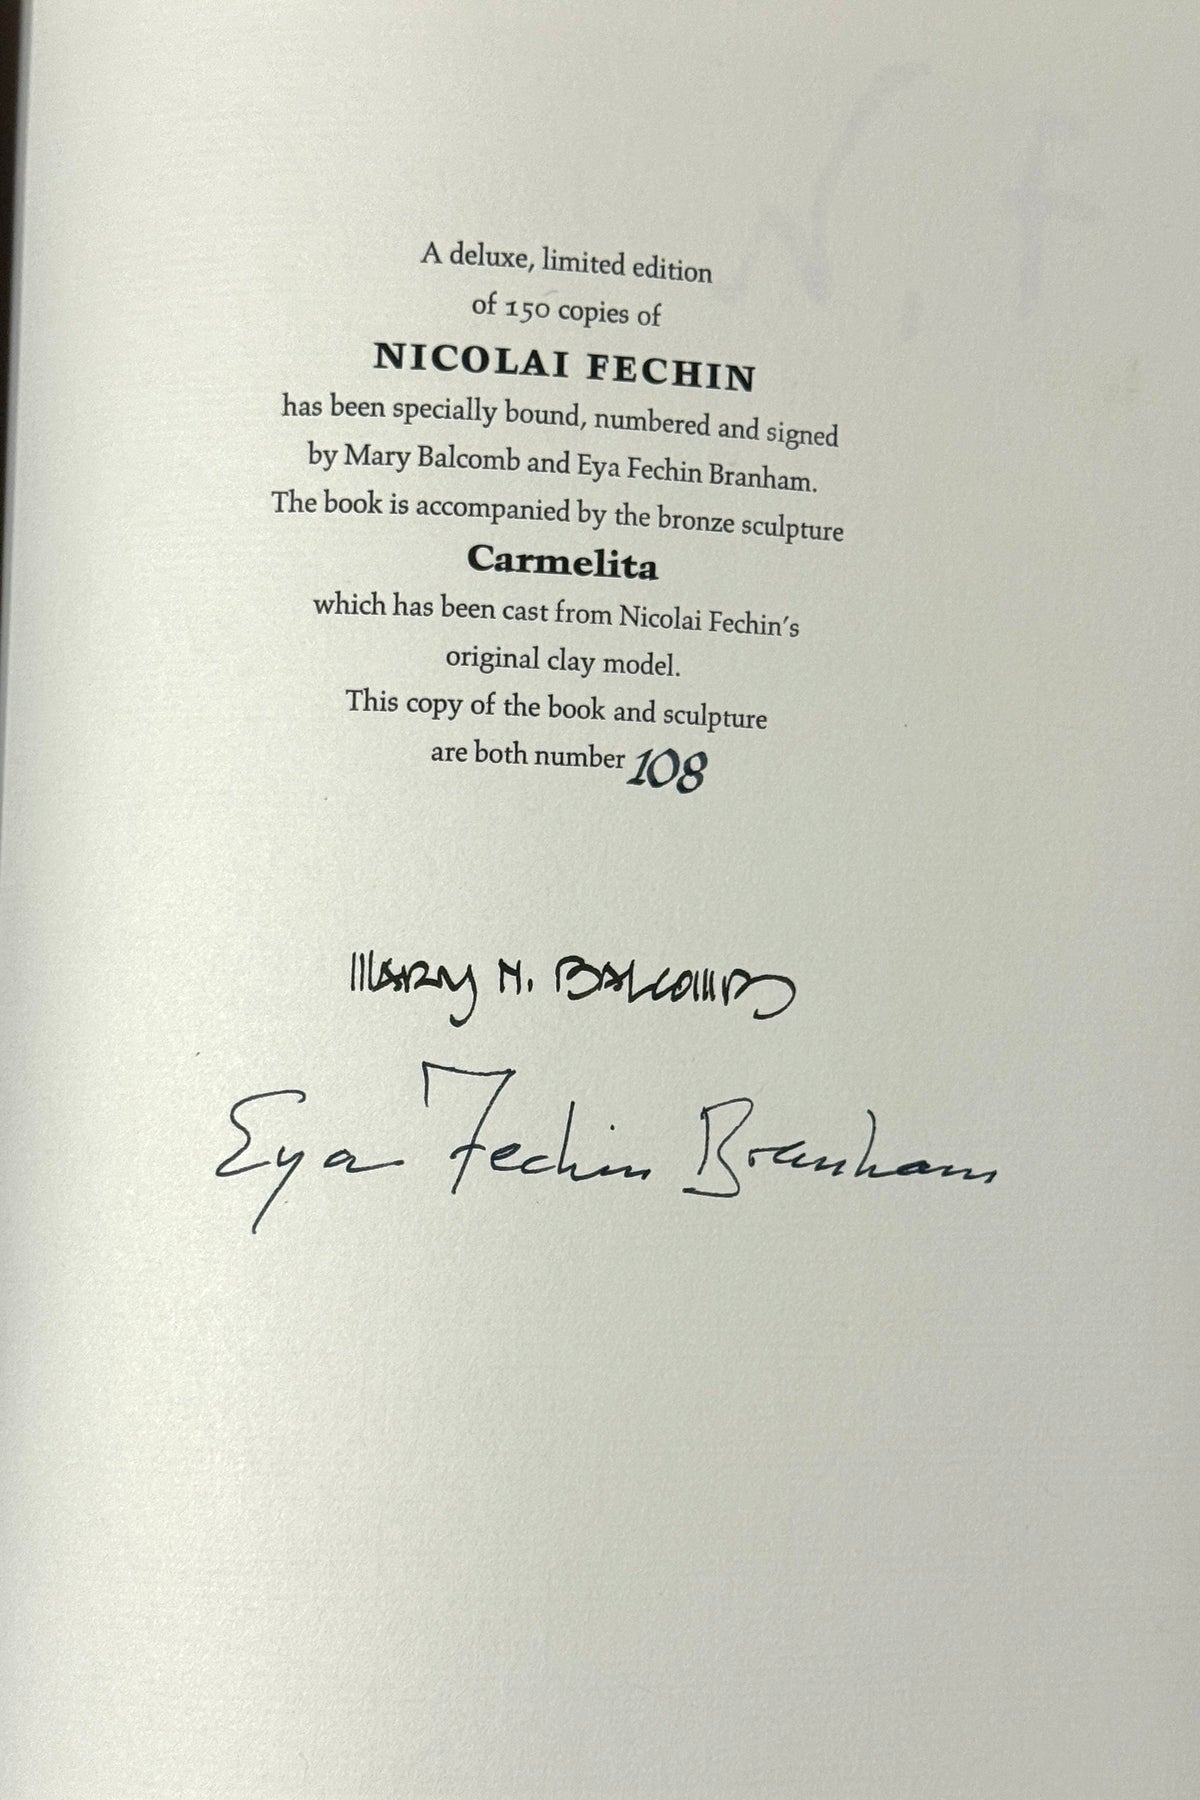 A deluxe, limited edition
of 150 copies of
NICOLAI FECHIN
has been specially bound, numbered and signed
by Mary Balcomb and Eya Fechin Branham.
The book is accompanied by the bronze sculpture
Carmelita
which has been cast from Nicolai Fechin's
original clay model.
This copy of the book and sculpture
are both number 108
MARY N. BALCOMB
Eya Fechin Branham